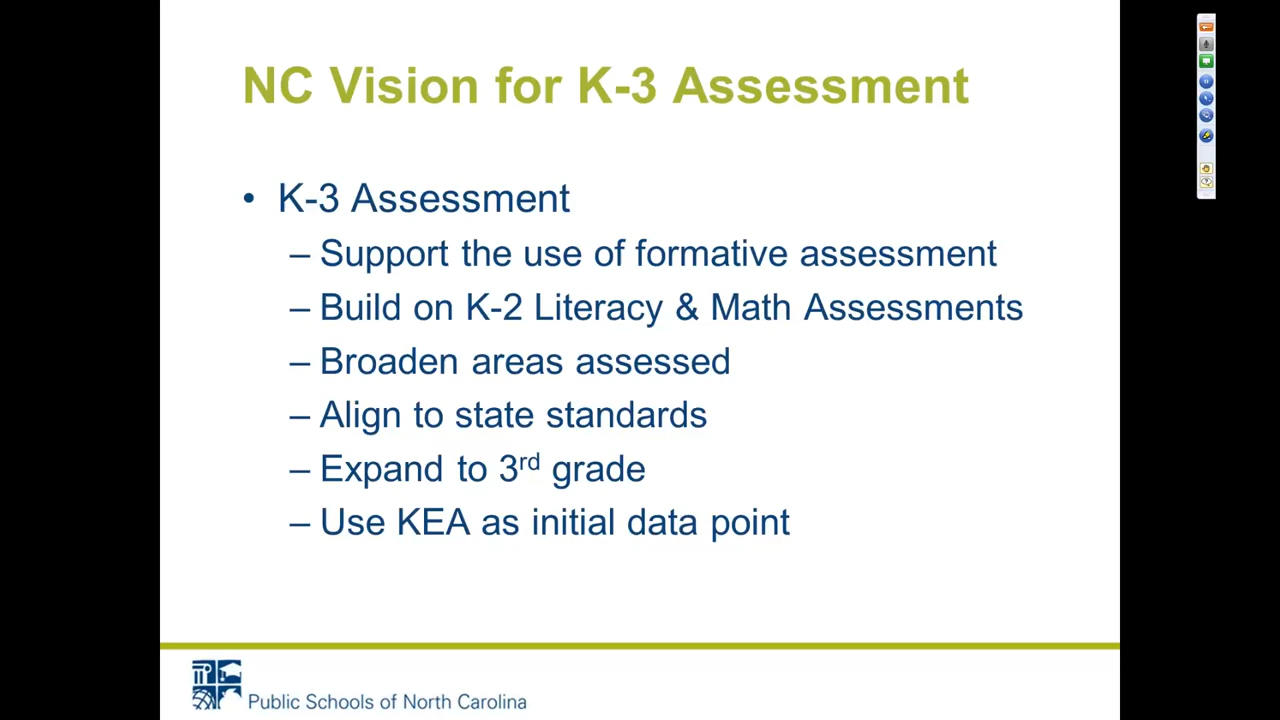 NC Vision for K-3 Assessment
• K-3 Assessment
– Support the use of formative assessment
– Build on K-2 Literacy & Math Assessments
– Broaden areas assessed
– Align to state standards
– Expand to 3rd grade
– Use KEA as initial data point
Public Schools of North Carolina